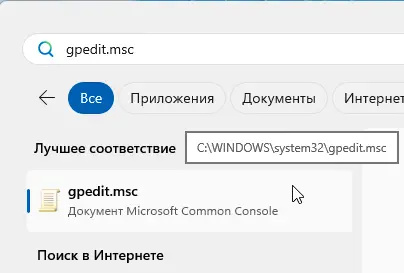 gpedit.msc
Все Приложения Документы Интернет
Лучшее соответствие C:\WINDOWS\system32\gpedit.msc
gpedit.msc
Документ Microsoft Common Console
Поиск в Интернете